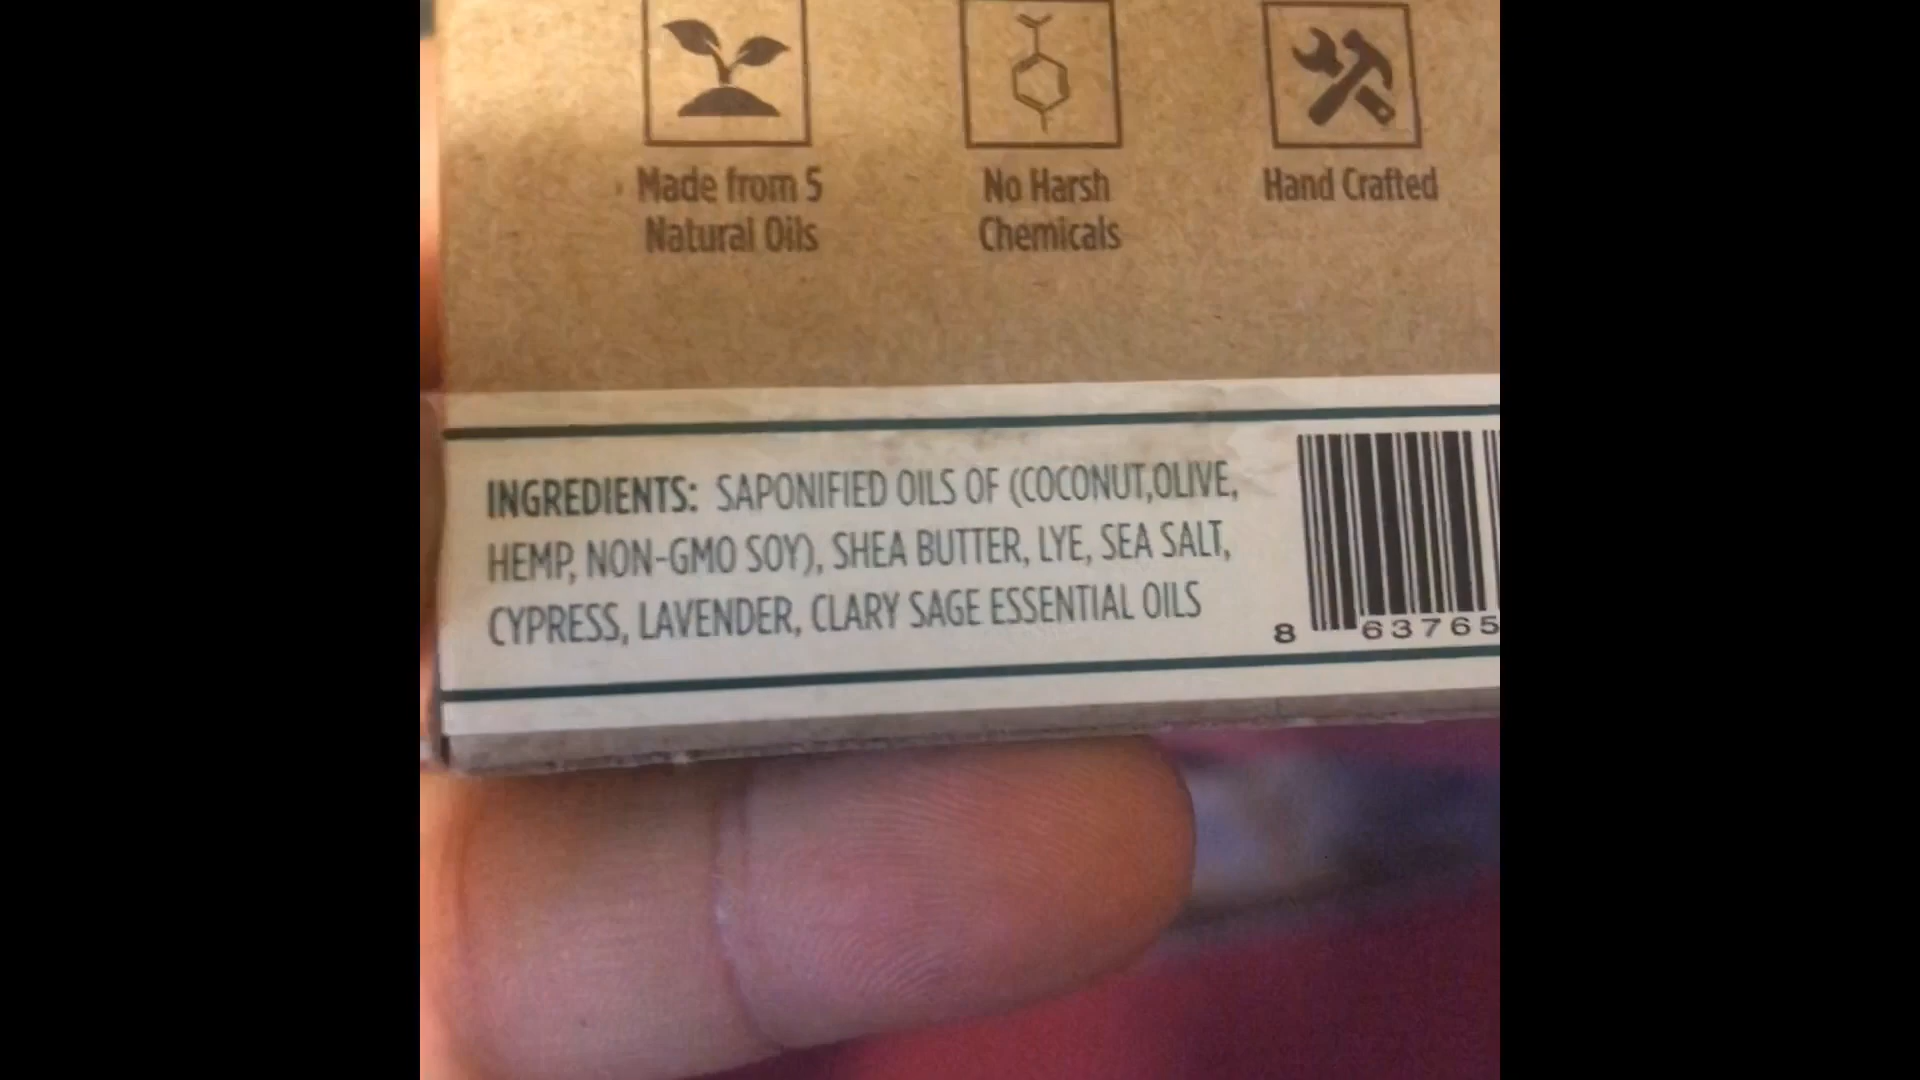 Made from 5
Natural Oils
No Harsh
Chemicals
Hand Crafted
INGREDIENTS: SAPONIFIED OILS OF (COCONUT,OLIVE,
HEMP, NON-GMO SOY), SHEA BUTTER, LYE, SEA SALT,
CYPRESS, LAVENDER, CLARY SAGE ESSENTIAL OILS
8 63765